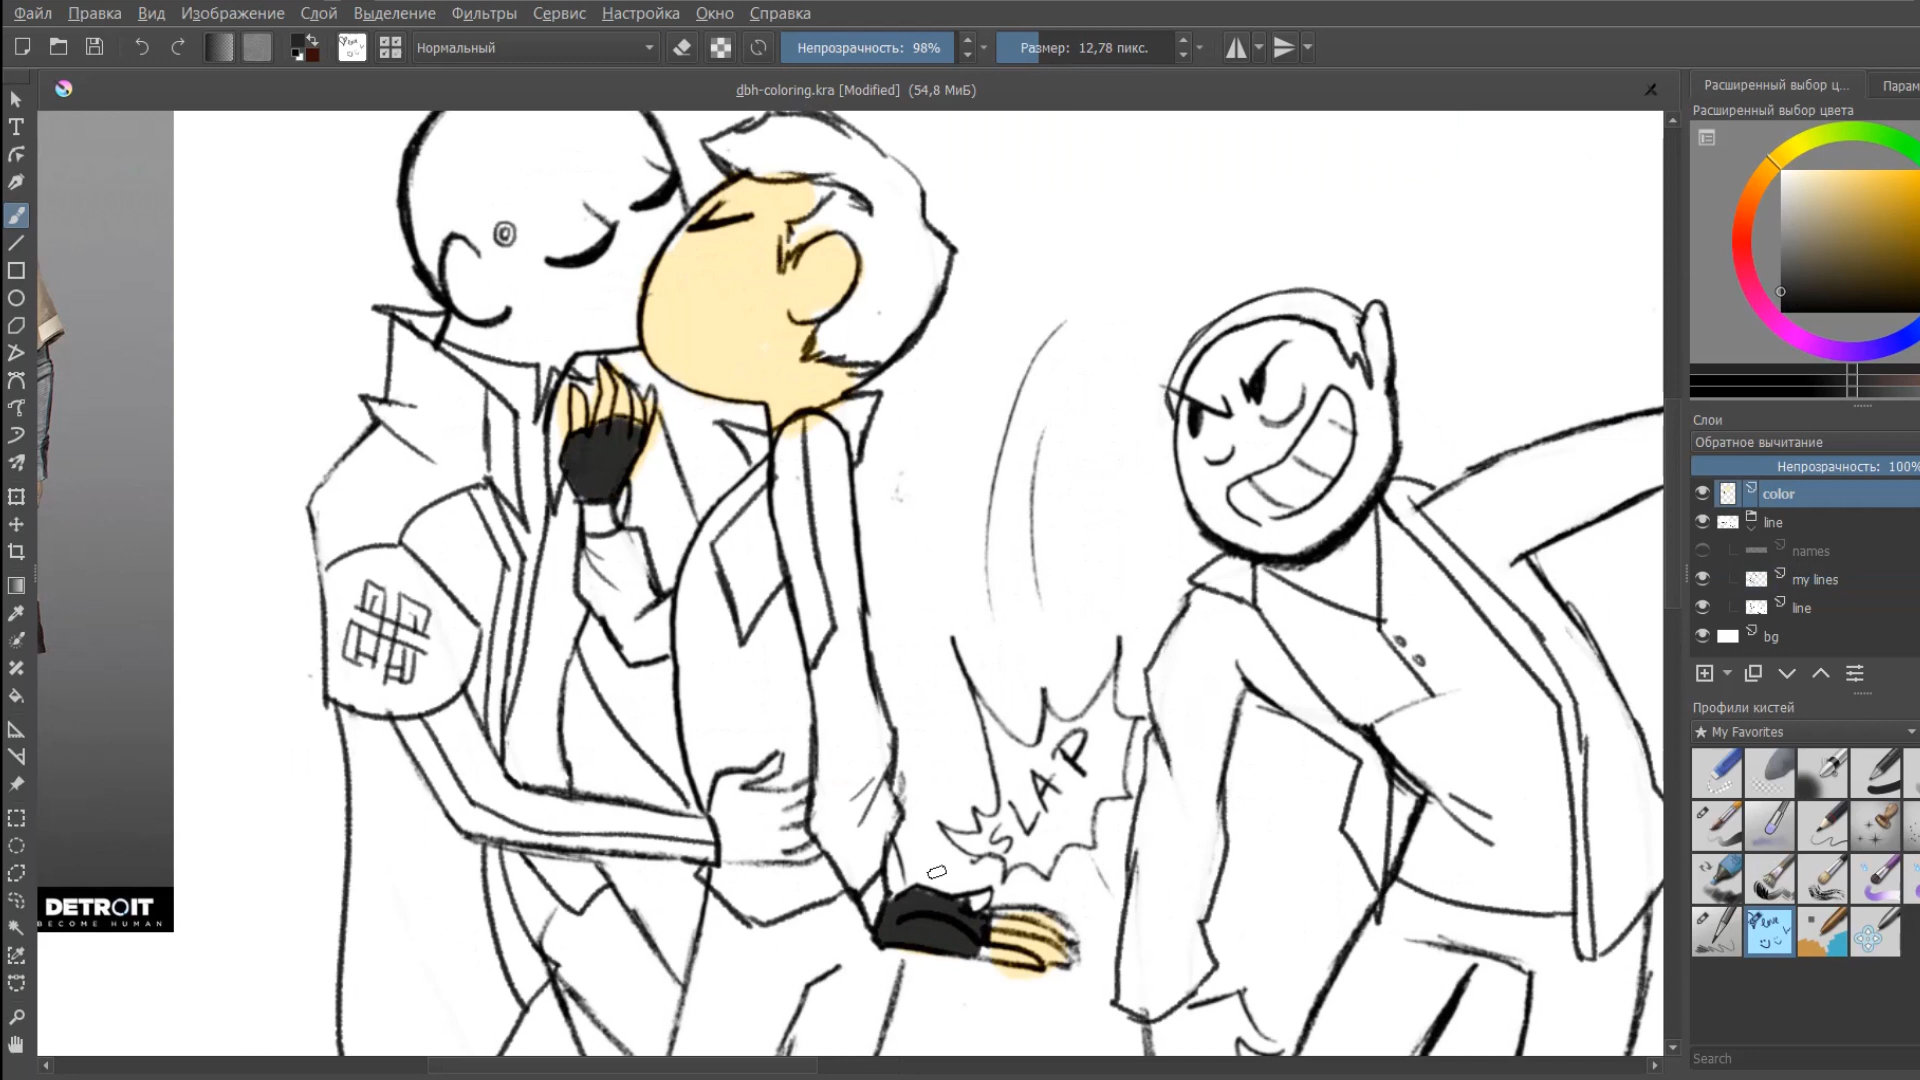 Файл Правка Вид Изображение Слой Выделение Фильтры Сервис Настройка Окно Справка
Нормальный
Непрозрачность: 98%
Размер: 12,78 пикс.
dbh-coloring.kra [Modified] (54,8 МиБ)
Расширенный выбор ц...
Парам
Расширенный выбор цвета
Слои
Обратное вычитание
Непрозрачность: 100%
color
line
names
my lines
line
bg
Профили кистей
★ My Favorites
love
Search
SLAP
DETROIT
BECOME HUMAN